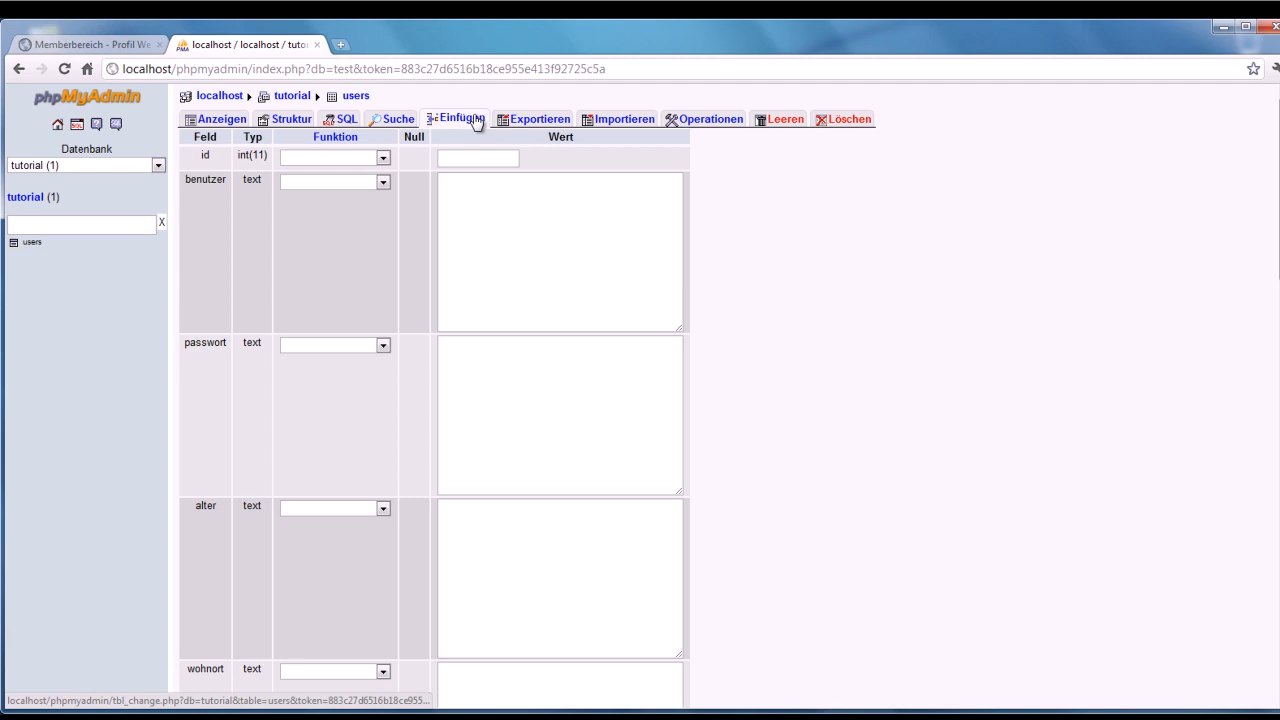 Memberbereich - Profil We
localhost / localhost / tuto
localhost/phpmyadmin/index.php?db=test&token=883c27d6516b18ce955e413f92725c5a
phpMyAdmin
localhost tutorial users
Anzeigen Struktur SQL Suche Einfügen Exportieren Importieren Operationen Leeren Löschen
Datenbank
tutorial (1)
tutorial (1)
X
users
Feld Typ Funktion Null Wert
id int(11)
benutzer text
passwort text
alter text
wohnort text
localhost/phpmyadmin/tbl_change.php?db=tutorial&table=users&token=883c27d6516b18ce955...